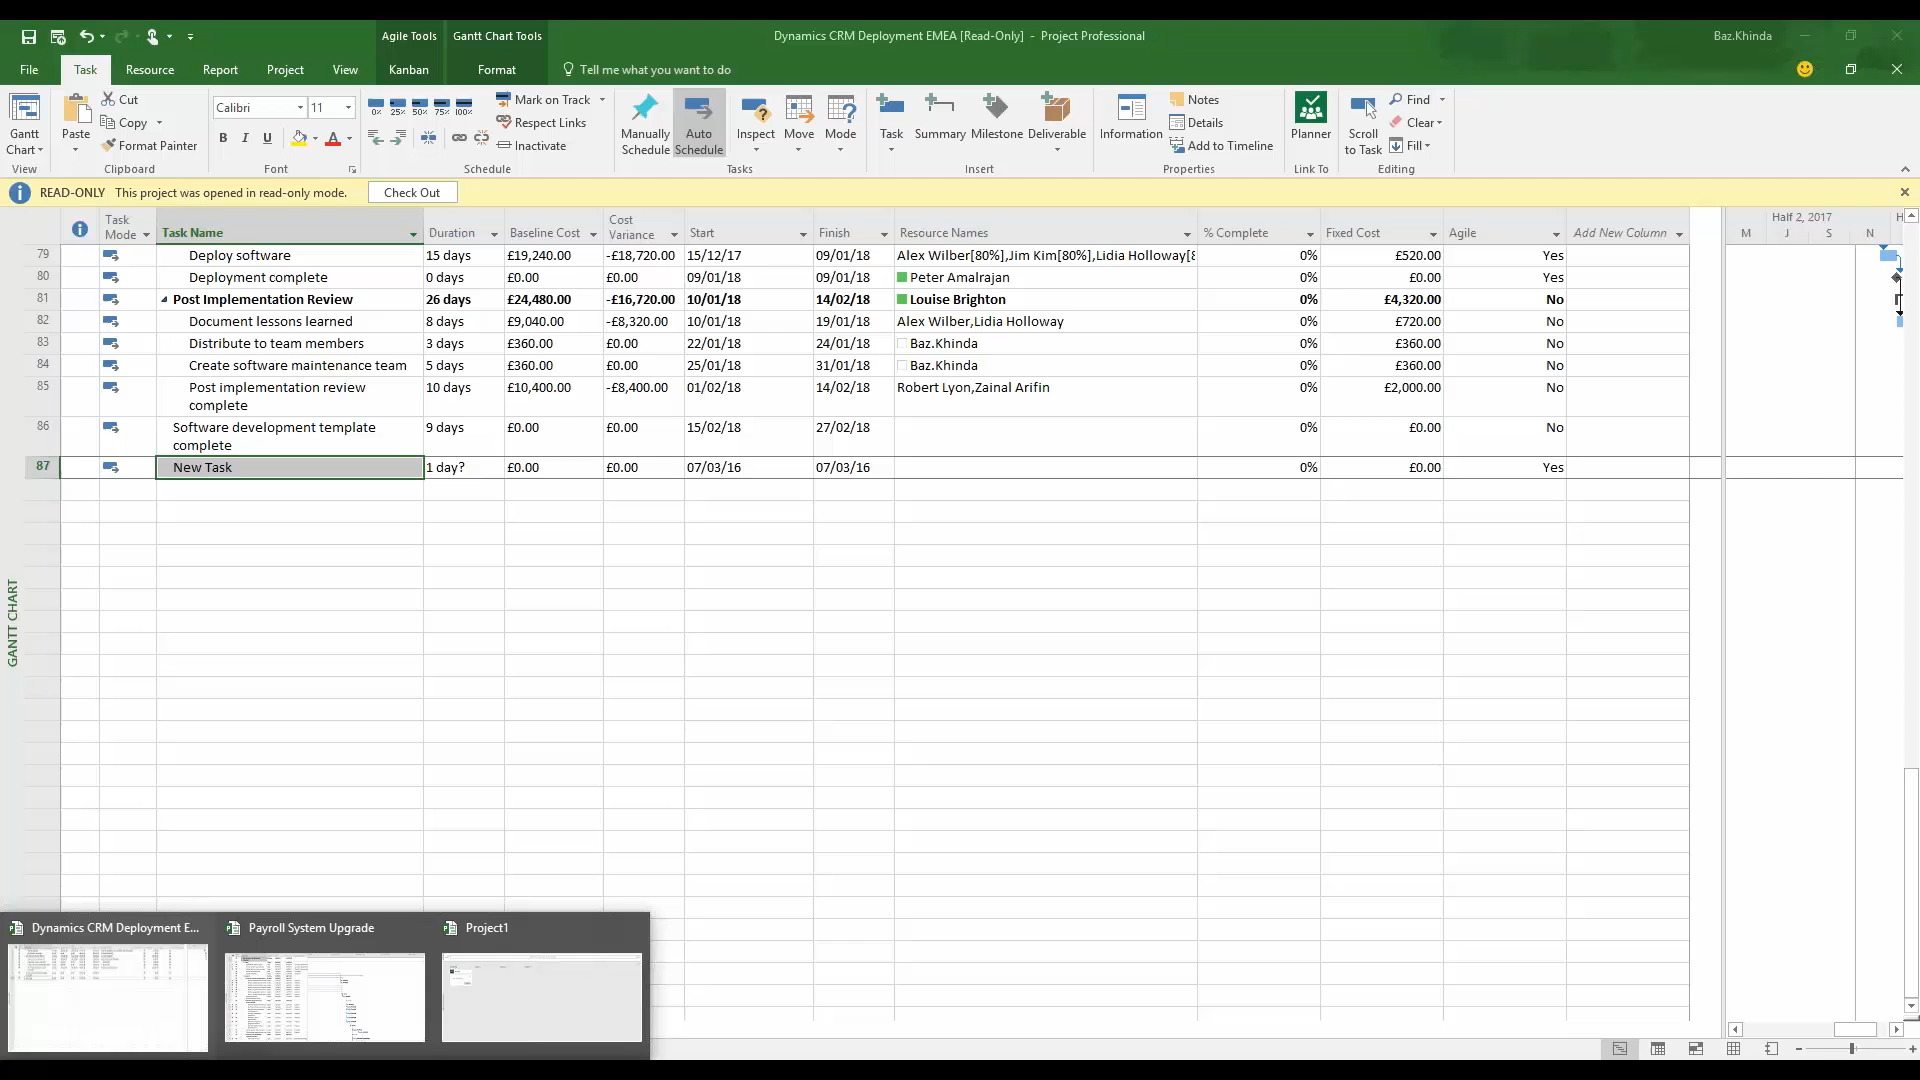 Agile Tools Gantt Chart Tools Dynamics CRM Deployment EMEA [Read-Only] - Project Professional Baz.Khinda
File Task Resource Report Project View Kanban Format Tell me what you want to do
Gantt Chart
View
Paste
Cut
Copy
Format Painter
Clipboard
Calibri 11
B I U A
Font
0% 25% 50% 75% 100%
Mark on Track
Respect Links
Inactivate
Schedule
Manually Schedule
Auto Schedule
Inspect
Move
Mode
Tasks
Task
Summary
Milestone
Deliverable
Insert
Information
Notes
Details
Add to Timeline
Properties
Planner
Link To
Scroll to Task
Find
Clear
Fill
Editing
READ-ONLY This project was opened in read-only mode. Check Out
Task Mode Task Name Duration Baseline Cost Cost Variance Start Finish Resource Names % Complete Fixed Cost Agile Add New Column
Half 2, 2017 H
M J S N
79 Deploy software 15 days £19,240.00 -£18,720.00 15/12/17 09/01/18 Alex Wilber[80%],Jim Kim[80%],Lidia Holloway[8 0% £520.00 Yes
80 Deployment complete 0 days £0.00 £0.00 09/01/18 09/01/18 Peter Amalrajan 0% £0.00 Yes
81 Post Implementation Review 26 days £24,480.00 -£16,720.00 10/01/18 14/02/18 Louise Brighton 0% £4,320.00 No
82 Document lessons learned 8 days £9,040.00 -£8,320.00 10/01/18 19/01/18 Alex Wilber,Lidia Holloway 0% £720.00 No
83 Distribute to team members 3 days £360.00 £0.00 22/01/18 24/01/18 Baz.Khinda 0% £360.00 No
84 Create software maintenance team 5 days £360.00 £0.00 25/01/18 31/01/18 Baz.Khinda 0% £360.00 No
85 Post implementation review 10 days £10,400.00 -£8,400.00 01/02/18 14/02/18 Robert Lyon,Zainal Arifin 0% £2,000.00 No
complete
86 Software development template 9 days £0.00 £0.00 15/02/18 27/02/18 0% £0.00 No
complete
87 New Task 1 day? £0.00 £0.00 07/03/16 07/03/16 0% £0.00 Yes
GANTT CHART
Dynamics CRM Deployment E... Payroll System Upgrade Project1